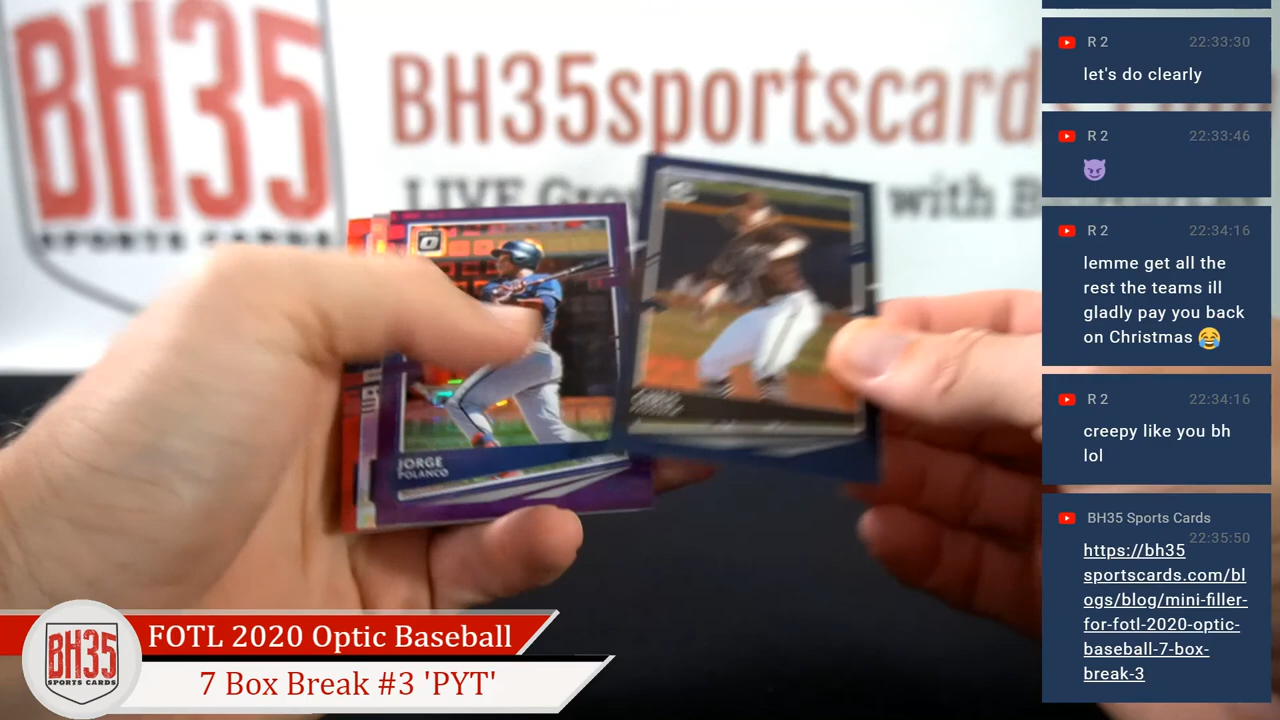 BH35
SPORTS CARDS
BH35sportscard
LIVE
with
JORGE
POLANCO
BH35
SPORTS CARDS
FOTL 2020 Optic Baseball
7 Box Break #3 'PYT'
R 2 22:33:30
let's do clearly
R 2 22:33:46
😈
R 2 22:34:16
lemme get all the
rest the teams ill
gladly pay you back
on Christmas 😂
R 2 22:34:16
creepy like you bh
lol
BH35 Sports Cards
22:35:50
https://bh35
sportscards.com/bl
ogs/blog/mini-filler-
for-fotl-2020-optic-
baseball-7-box-
break-3